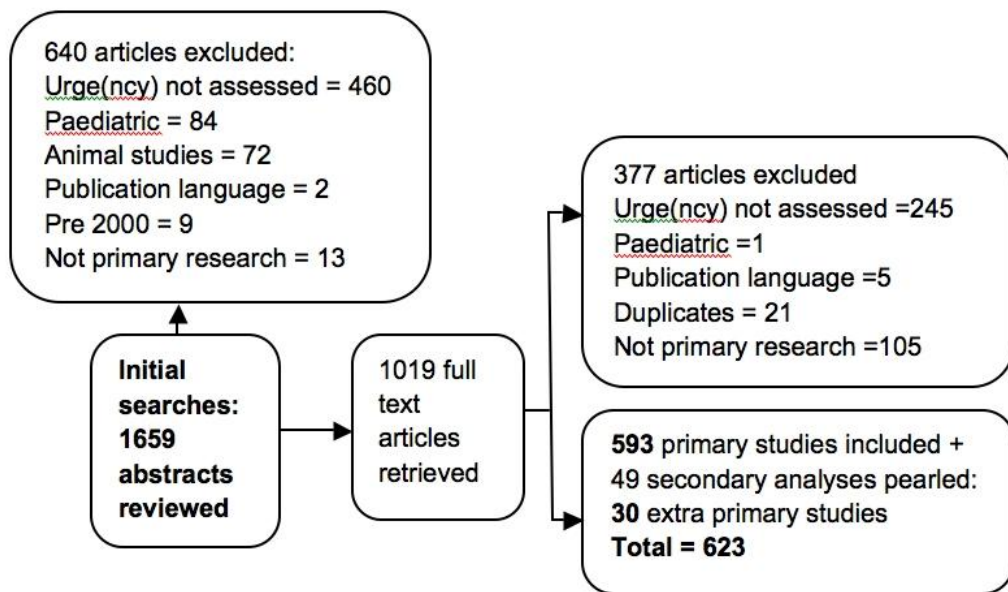 640 articles excluded:
Urge(ncy) not assessed = 460
Paediatric = 84
Animal studies = 72
Publication language = 2
Pre 2000 = 9
Not primary research = 13
Initial
searches:
1659
abstracts
reviewed
1019 full
text
articles
retrieved
377 articles excluded
Urge(ncy) not assessed =245
Paediatric =1
Publication language =5
Duplicates = 21
Not primary research =105
593 primary studies included +
49 secondary analyses pearled:
30 extra primary studies
Total = 623